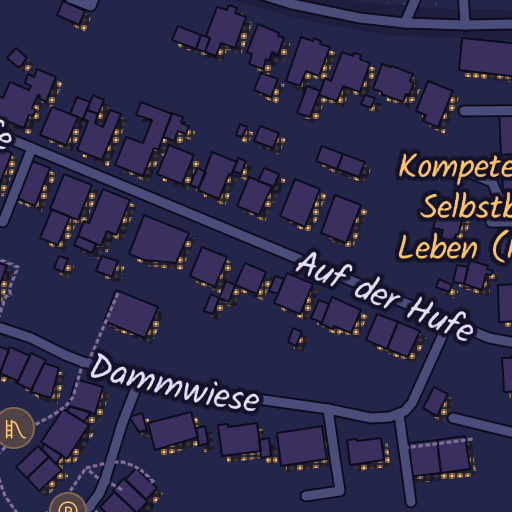 Kompete
Selbstb
Leben (
Auf der Hufe
Dammwiese